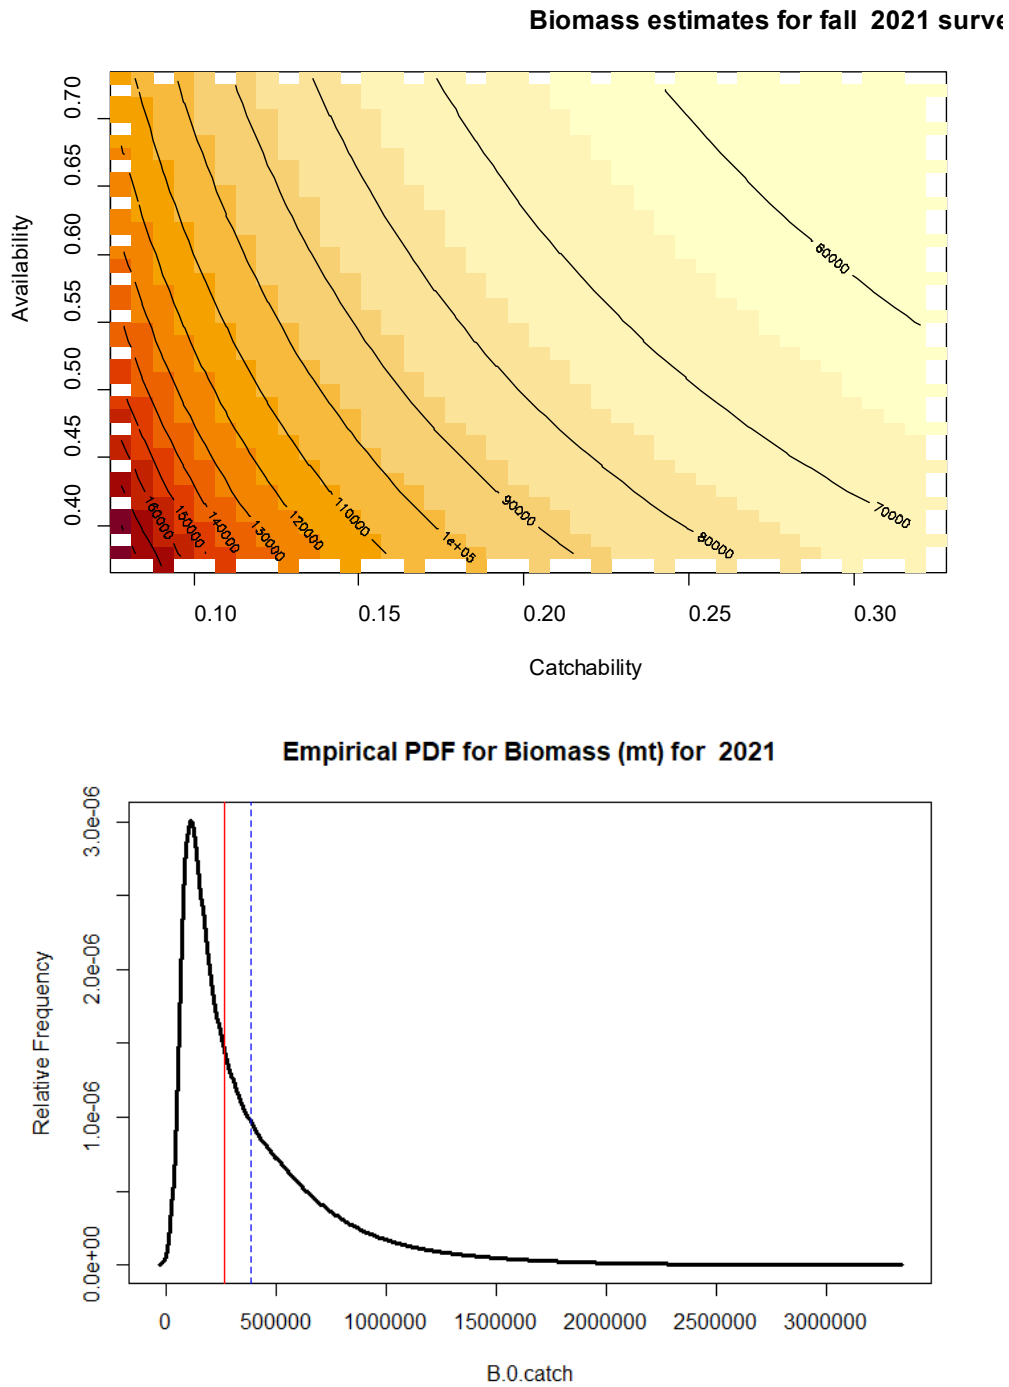 Biomass estimates for fall  2021 surve
0.70
0.65
0.60
0.55
0.50
0.45
0.40
Availability
60000
70000
80000
90000
1e+05
110000
120000
130000
140000
150000
160000
0.10 0.15 0.20 0.25 0.30
Catchability
Empirical PDF for Biomass (mt) for  2021
3.0e-06
2.0e-06
1.0e-06
0.0e+00
Relative Frequency
0 500000 1000000 1500000 2000000 2500000 3000000
B.0.catch